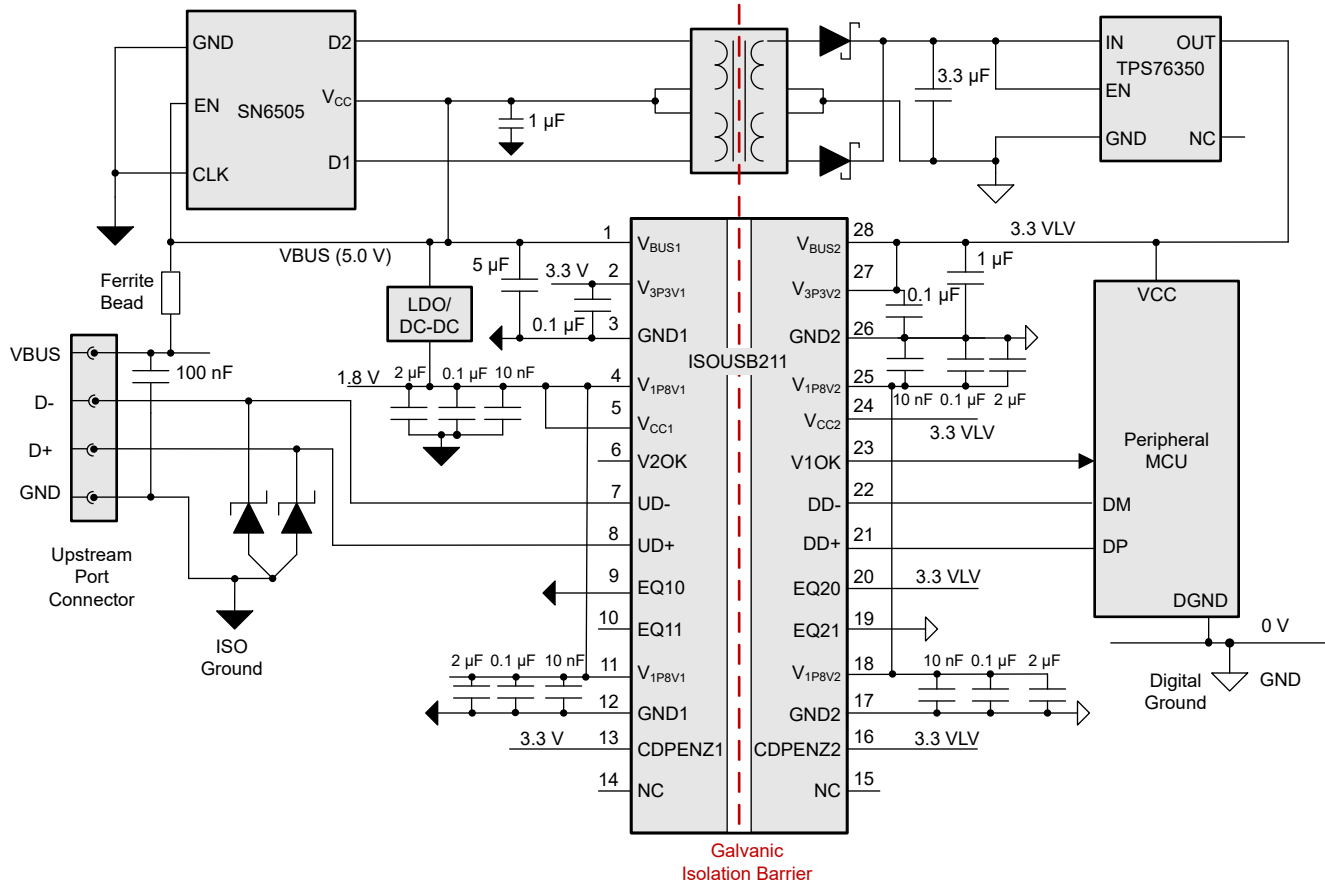 GND
EN
CLK
SN6505
D2
VCC
D1
1 µF
3.3 µF
IN
OUT
TPS76350
EN
GND
NC
VBUS (5.0 V)
Ferrite
Bead
LDO/
DC-DC
5 µF
3.3 V
0.1 µF
1.8 V
2 µF
0.1 µF
10 nF
VBUS
D-
D+
GND
100 nF
Upstream
Port
Connector
ISO
Ground
1
VBUS1
2
V3P3V1
3
GND1
4
V1P8V1
5
VCC1
6
V2OK
7
UD-
8
UD+
9
EQ10
10
EQ11
11
V1P8V1
12
GND1
13
CDPENZ1
14
NC
2 µF
0.1 µF
10 nF
3.3 V
ISOUSB211
VBUS2
28
V3P3V2
27
GND2
26
V1P8V2
25
VCC2
24
V1OK
23
DD-
22
DD+
21
EQ20
20
EQ21
19
V1P8V2
18
GND2
17
CDPENZ2
16
NC
15
3.3 VLV
1 µF
0.1 µF
10 nF
0.1 µF
2 µF
3.3 VLV
3.3 VLV
10 nF
0.1 µF
2 µF
3.3 VLV
VCC
Peripheral
MCU
DM
DP
DGND
0 V
Digital
Ground
GND
Galvanic
Isolation Barrier